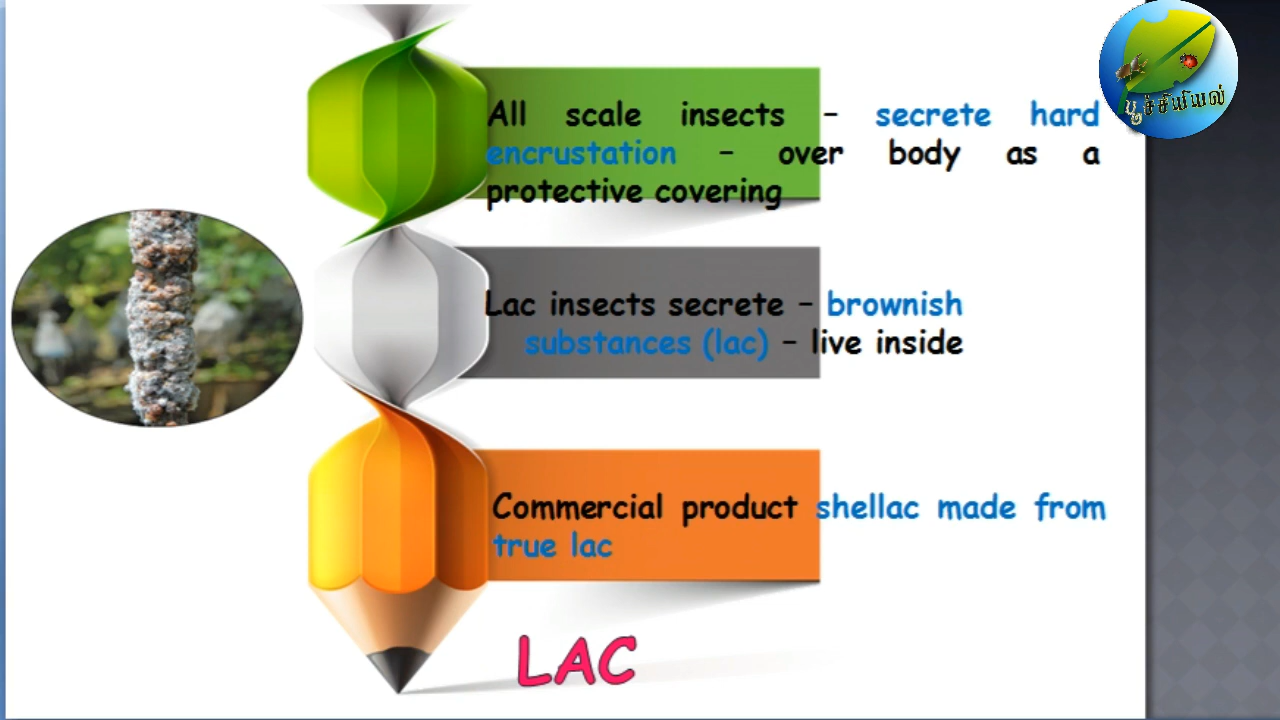 பூச்சியியல்
All scale insects – secrete hard
encrustation – over body as a
protective covering
Lac insects secrete – brownish
substances (lac) – live inside
Commercial product shellac made from
true lac
LAC